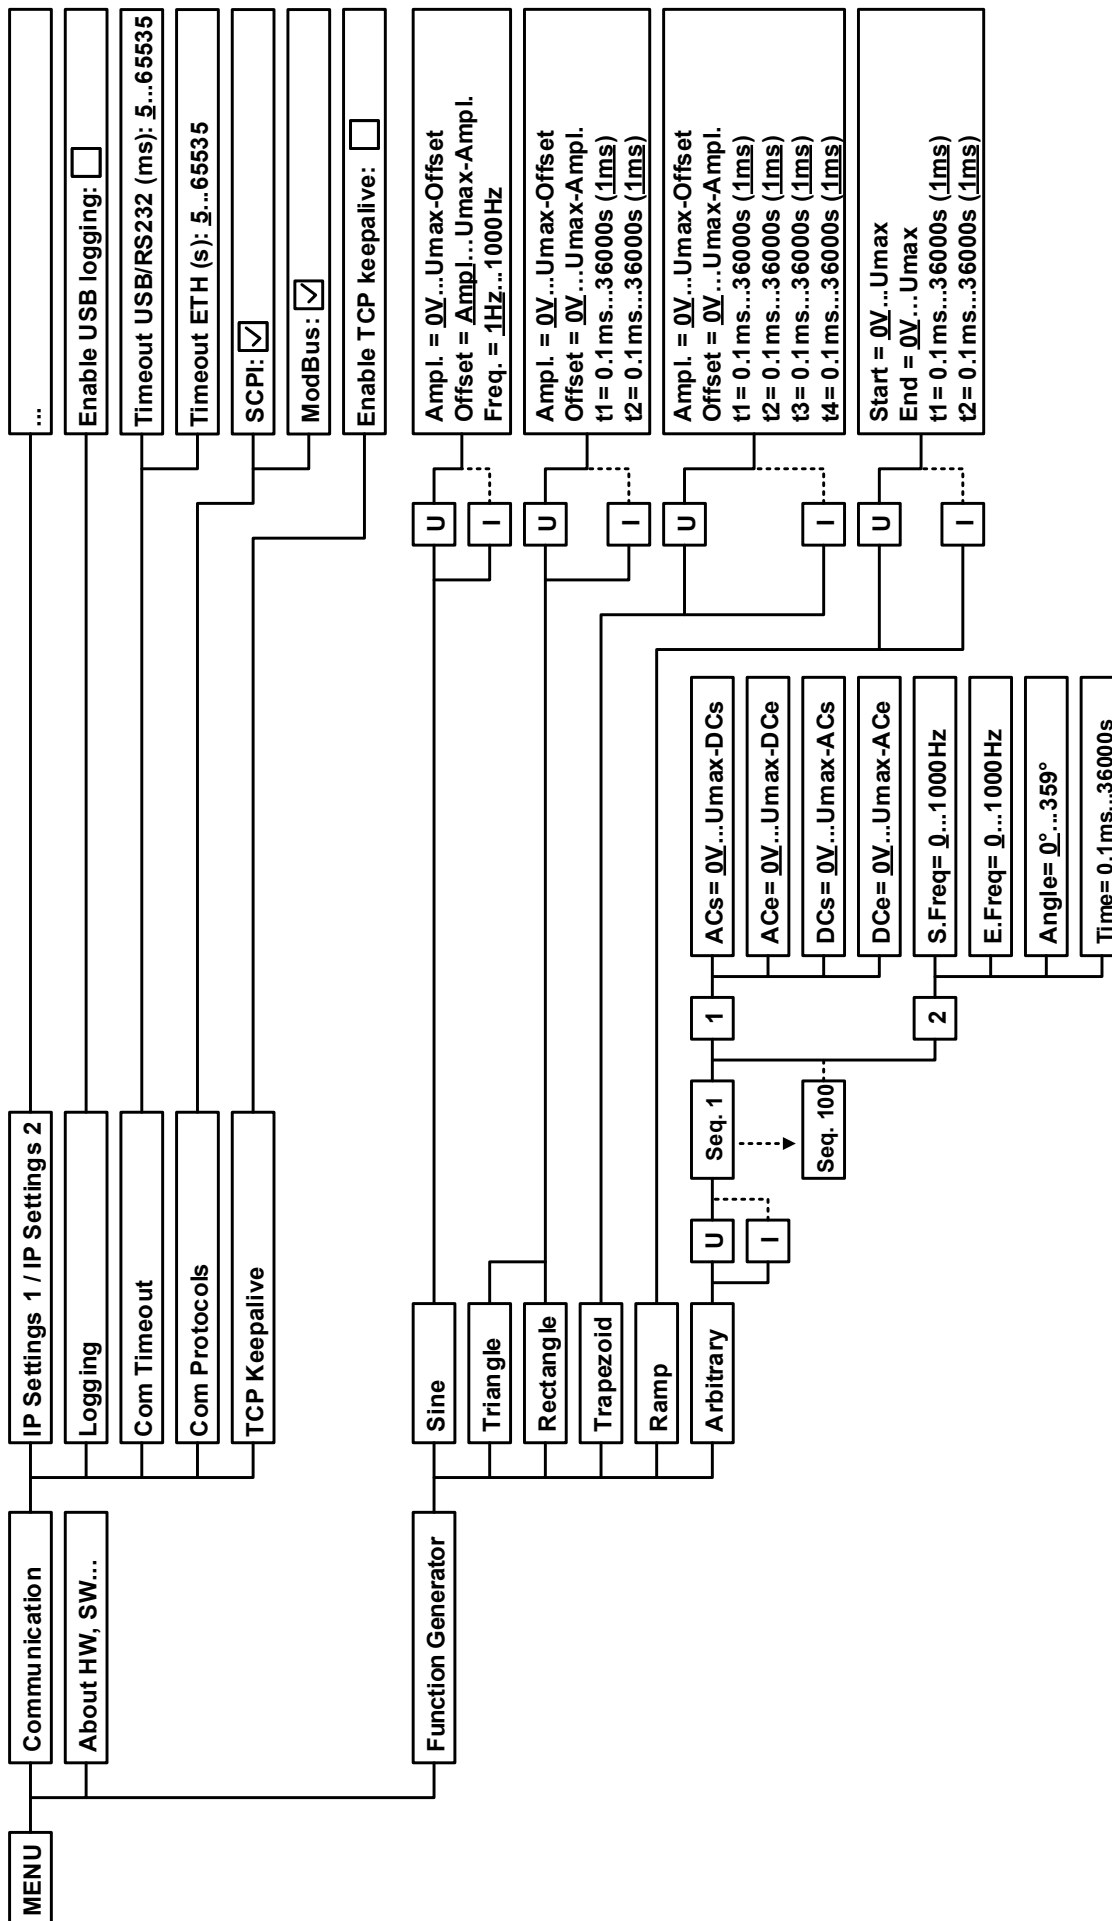 MENU
Communication
IP Settings 1 / IP Settings 2
...
Logging
Enable USB logging:
Com Timeout
Timeout USB/RS232 (ms): 5...65535
Timeout ETH (s): 5...65535
Com Protocols
SCPI:
ModBus:
TCP Keepalive
Enable TCP keepalive:
About HW, SW...
Function Generator
Sine
U
I
Ampl. = 0V...Umax-Offset
Offset = Ampl...Umax-Ampl.
Freq. = 1Hz...1000Hz
Triangle
Rectangle
U
I
Ampl. = 0V...Umax-Offset
Offset = 0V...Umax-Ampl.
t1= 0.1ms...36000s (1ms)
t2= 0.1ms...36000s (1ms)
Trapezoid
U
I
Ampl. = 0V...Umax-Offset
Offset = 0V...Umax-Ampl.
t1= 0.1ms...36000s (1ms)
t2= 0.1ms...36000s (1ms)
t3= 0.1ms...36000s (1ms)
t4= 0.1ms...36000s (1ms)
Ramp
U
I
Start = 0V...Umax
End = 0V...Umax
t1= 0.1ms...36000s (1ms)
t2= 0.1ms...36000s (1ms)
Arbitrary
U
I
Seq. 1
Seq. 100
1
ACs= 0V...Umax-DCs
ACe= 0V...Umax-DCe
DCs= 0V...Umax-ACs
DCe= 0V...Umax-ACe
2
S.Freq= 0...1000Hz
E.Freq= 0...1000Hz
Angle= 0°...359°
Time= 0.1ms...36000s